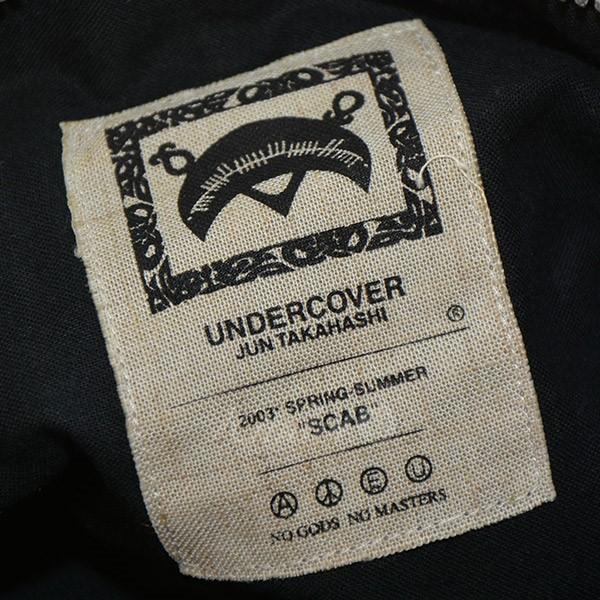 UNDERCOVER
JUN TAKAHASHI
®
2003' SPRING-SUMMER
"SCAB"
A E U
NO GODS NO MASTERS